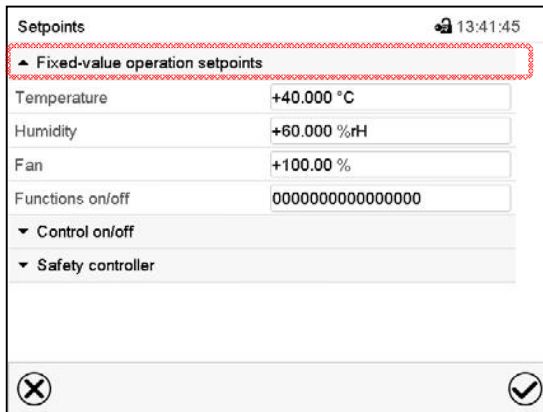 Setpoints 13:41:45
Fixed-value operation setpoints
Temperature +40.000 °C
Humidity +60.000 %rH
Fan +100.00 %
Functions on/off 0000000000000000
Control on/off
Safety controller